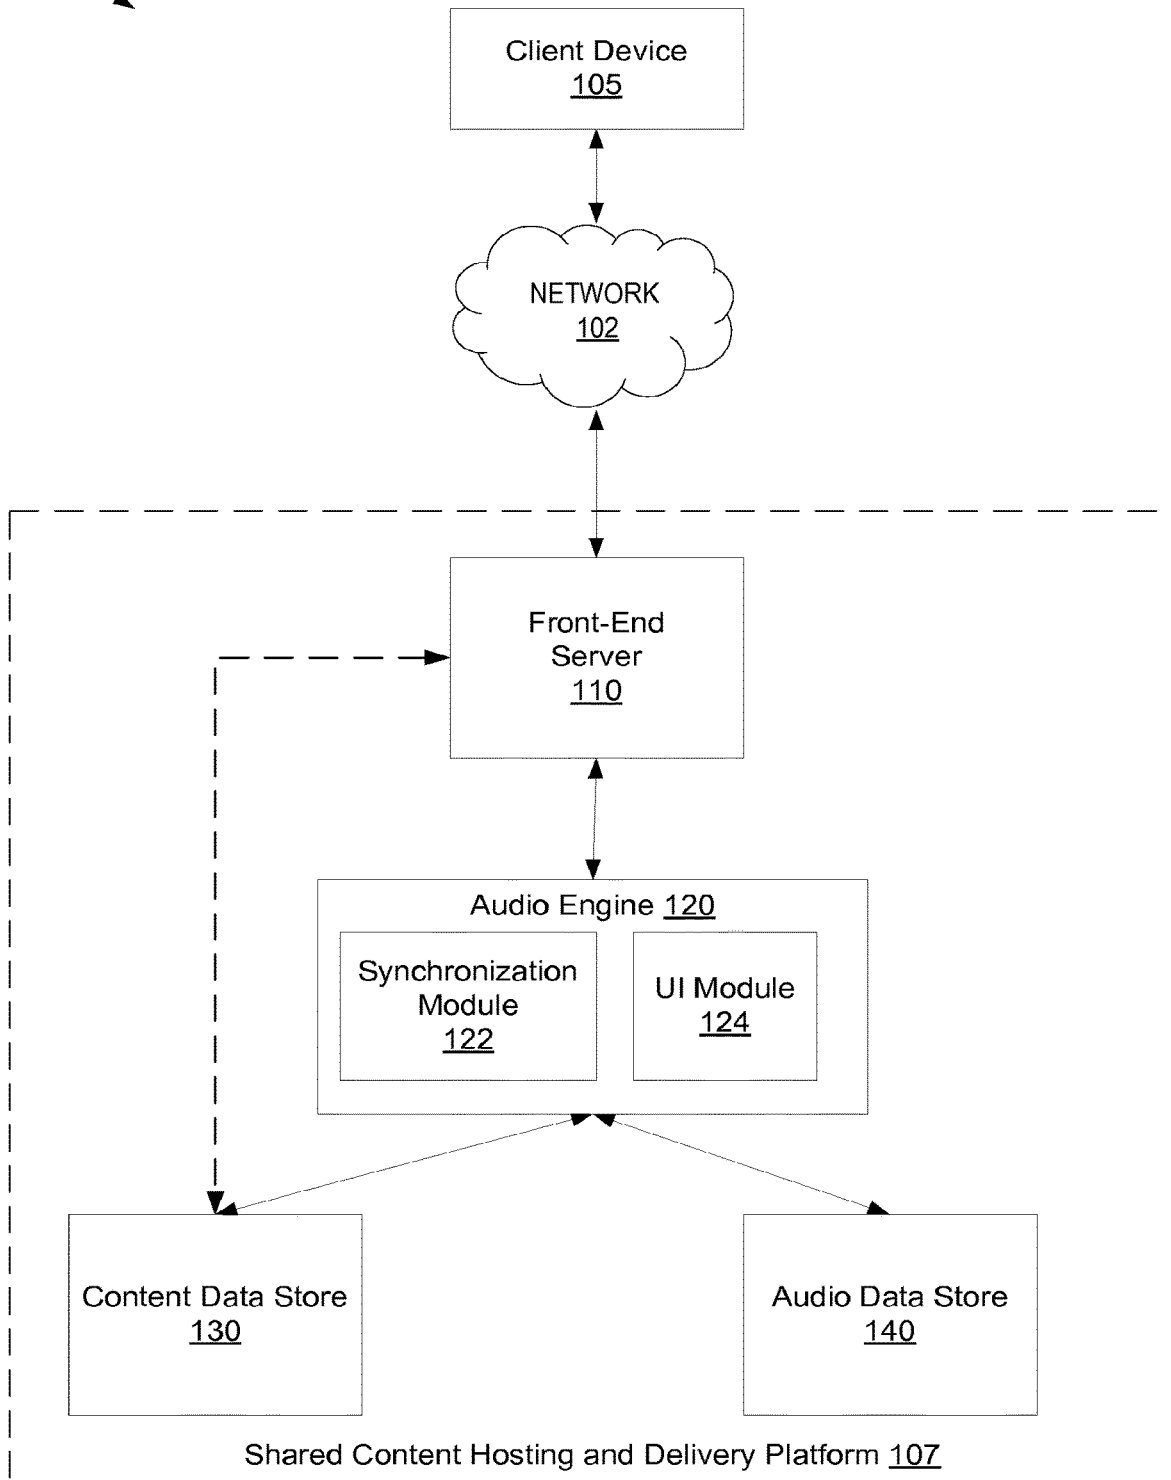 Client Device
105
NETWORK
102
Front-End
Server
110
Audio Engine 120
Synchronization
Module
122
UI Module
124
Content Data Store
130
Audio Data Store
140
Shared Content Hosting and Delivery Platform 107